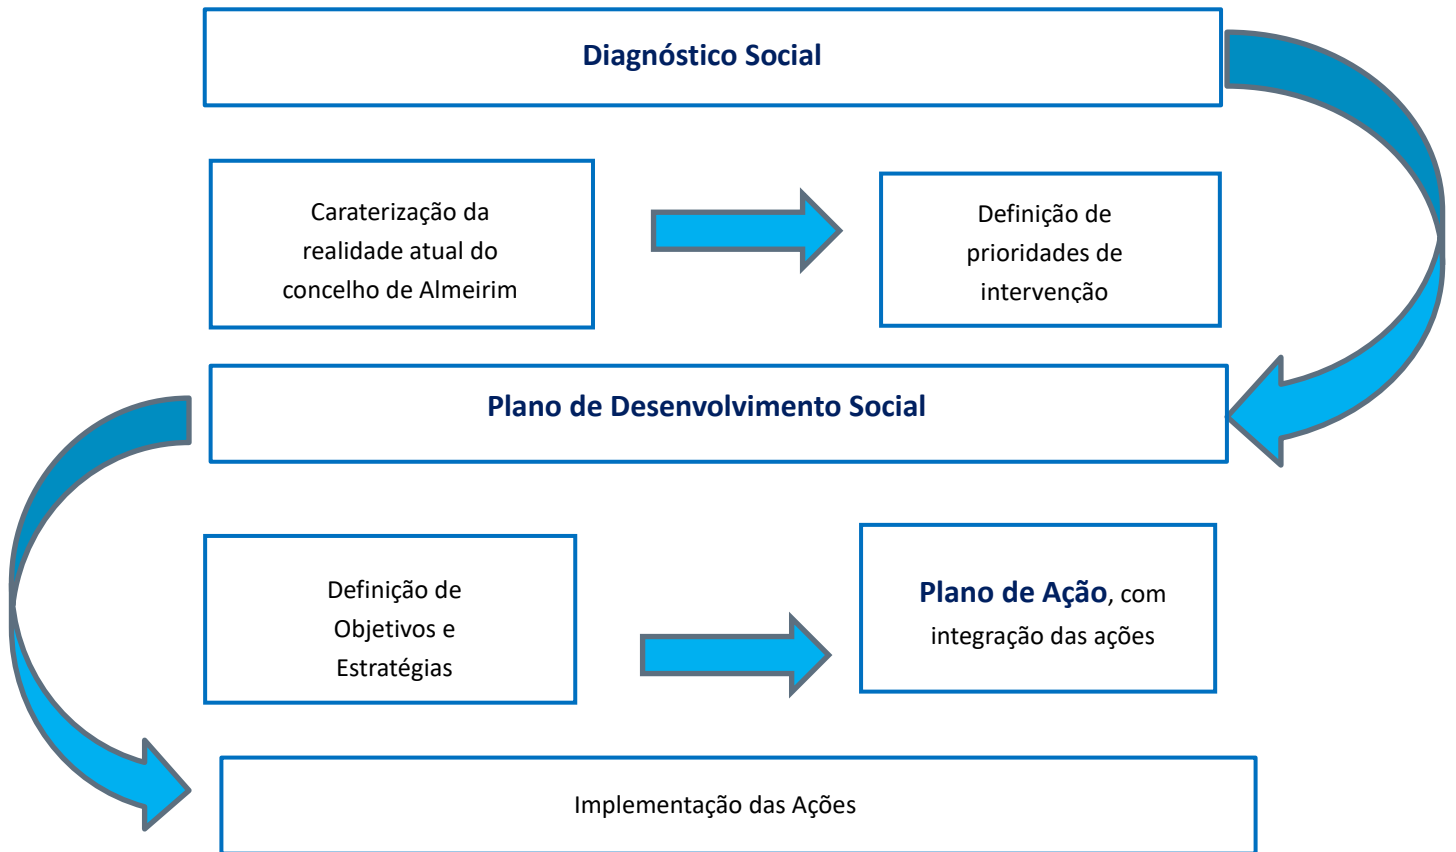 Diagnóstico Social
Caraterização da
realidade atual do
concelho de Almeirim
Definição de
prioridades de
intervenção
Plano de Desenvolvimento Social
Definição de
Objetivos e
Estratégias
Plano de Ação, com
integração das ações
Implementação das Ações